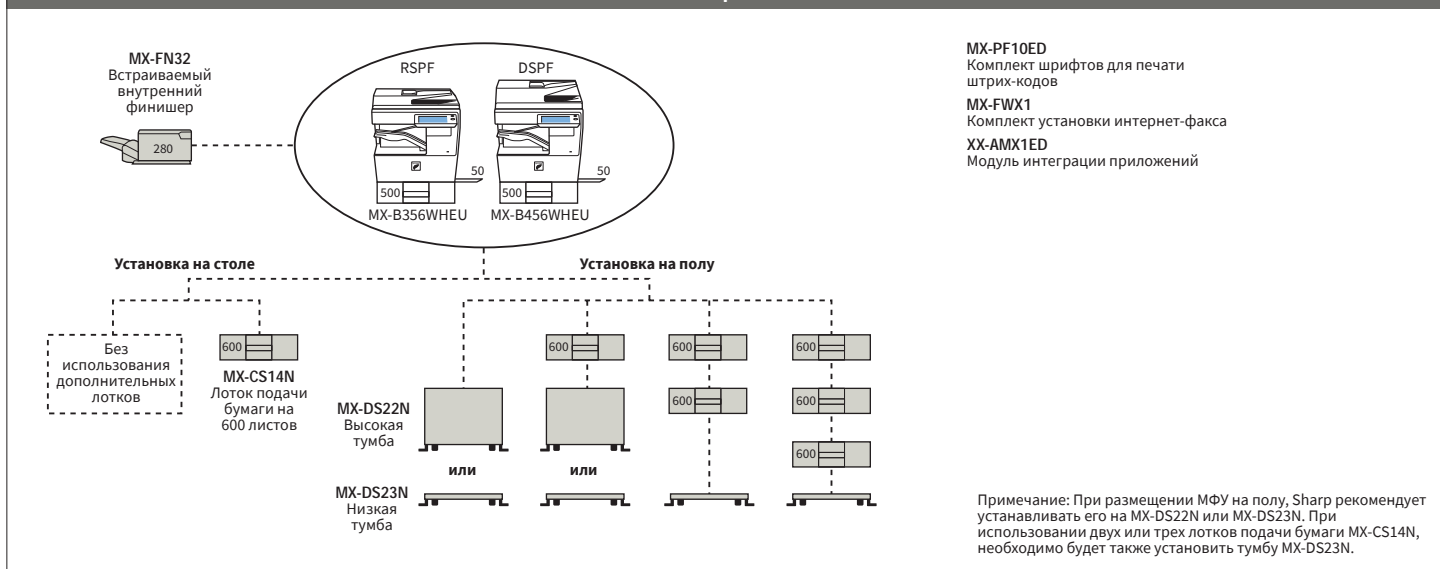 MX-FN32
Встраиваемый
внутренний
финишер
280
RSPF
DSPF
50
50
500
500
MX-B356WHEU
MX-B456WHEU
MX-PF10ED
Комплект шрифтов для печати
штрих-кодов
MX-FWX1
Комплект установки интернет-факса
XX-AMX1ED
Модуль интеграции приложений
Установка на столе
Установка на полу
Без
использования
дополнительных
лотков
600
MX-CS14N
Лоток подачи
бумаги на
600 листов
600
600
600
600
600
600
MX-DS22N
Высокая
тумба
или
или
MX-DS23N
Низкая
тумба
Примечание: При размещении МФУ на полу, Sharp рекомендует
устанавливать его на MX-DS22N или MX-DS23N. При
использовании двух или трех лотков подачи бумаги MX-CS14N,
необходимо будет также установить тумбу MX-DS23N.